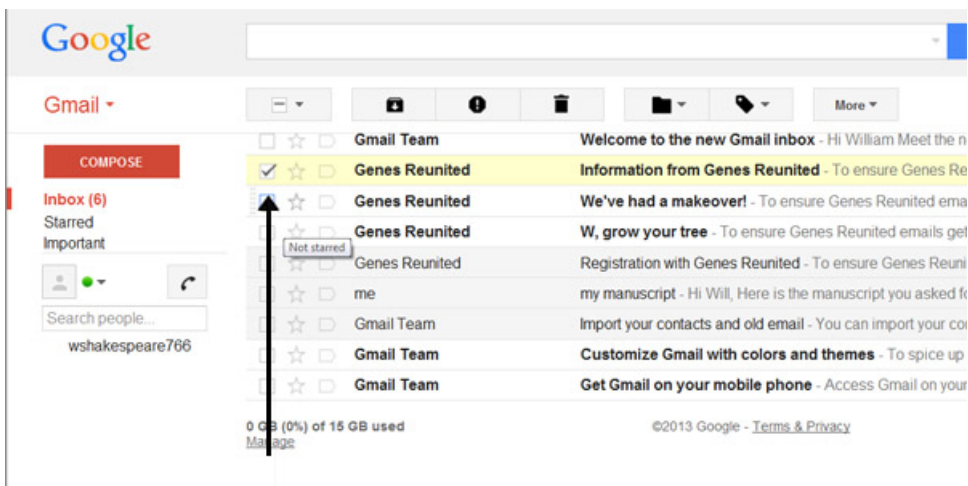 Google
Gmail
More
COMPOSE
Inbox (6)
Starred
Important
Search people...
wshakespeare766
Gmail Team Welcome to the new Gmail inbox - Hi William Meet the
Genes Reunited Information from Genes Reunited - To ensure Genes
Genes Reunited We've had a makeover! - To ensure Genes Reunited
Genes Reunited W, grow your tree - To ensure Genes Reunited emails get
Not starred
Genes Reunited Registration with Genes Reunited - To ensure Genes
me my manuscript - Hi Will, Here is the manuscript you asked
Gmail Team Import your contacts and old email - You can import your
Gmail Team Customize Gmail with colors and themes - To spice up
Gmail Team Get Gmail on your mobile phone - Access Gmail on your
0 GB (0%) of 15 GB used
Manage
©2013 Google - Terms & Privacy